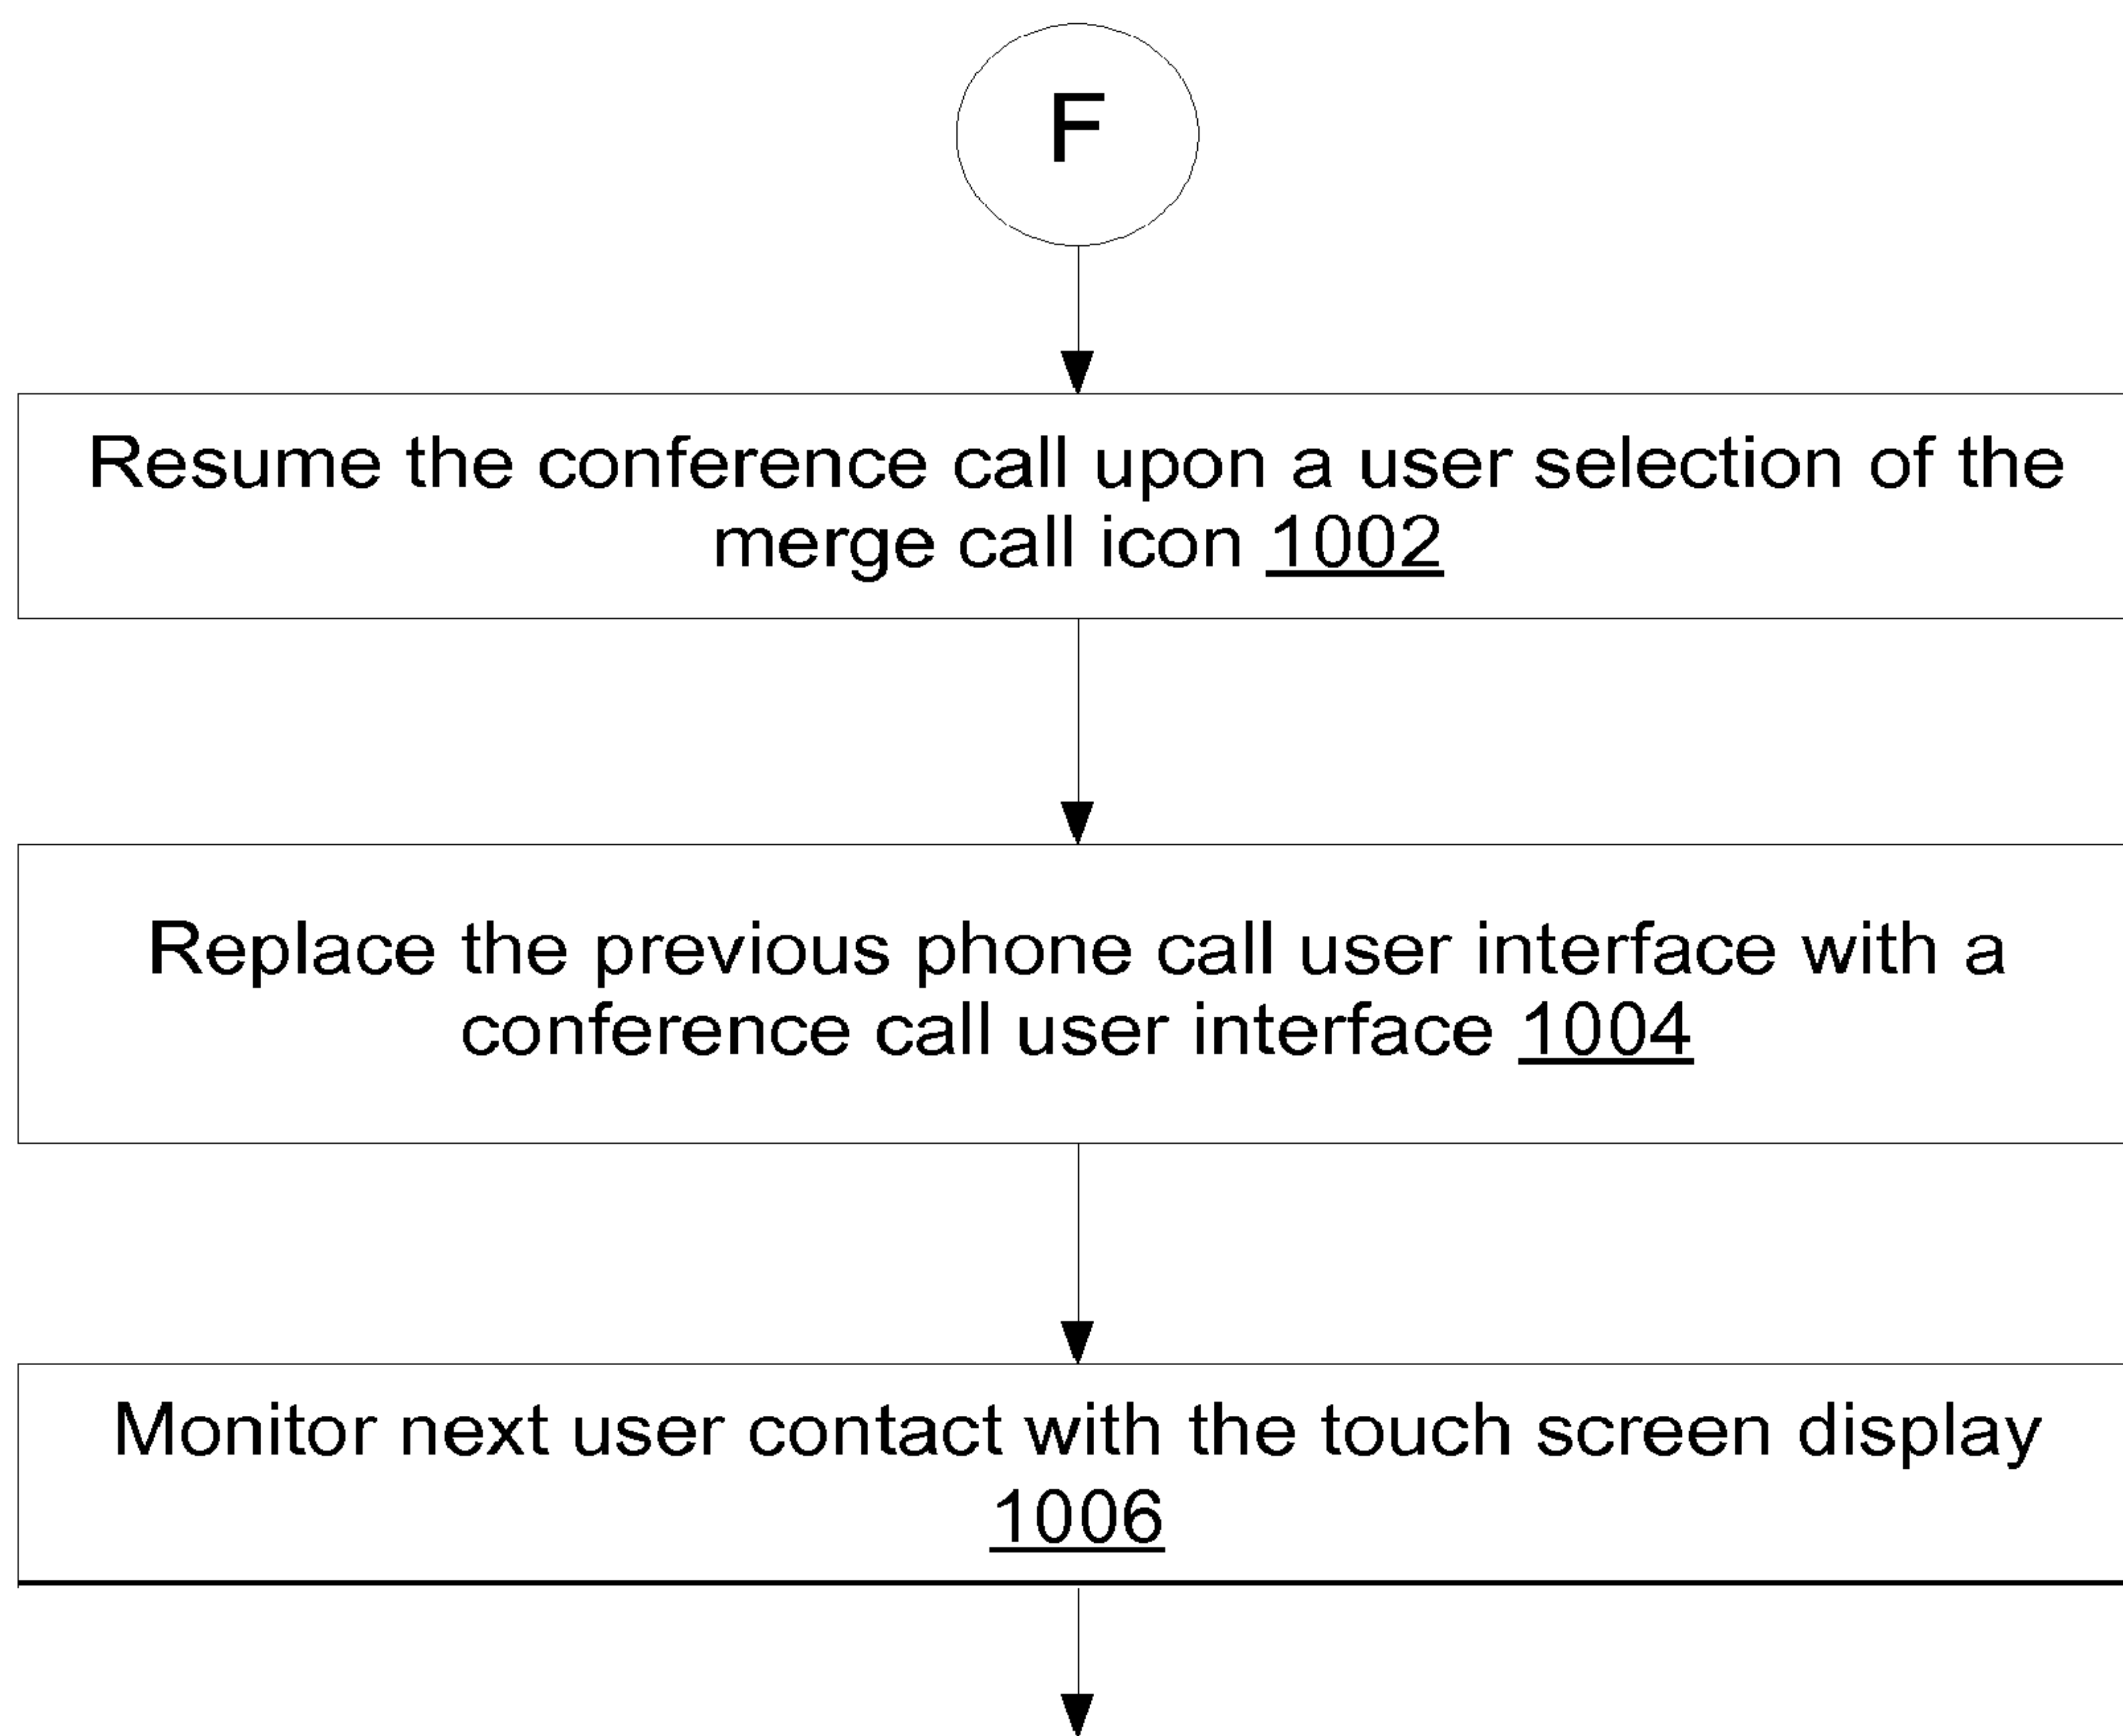 F
Resume the conference call upon a user selection of the
merge call icon 1002
Replace the previous phone call user interface with a
conference call user interface 1004
Monitor next user contact with the touch screen display
1006